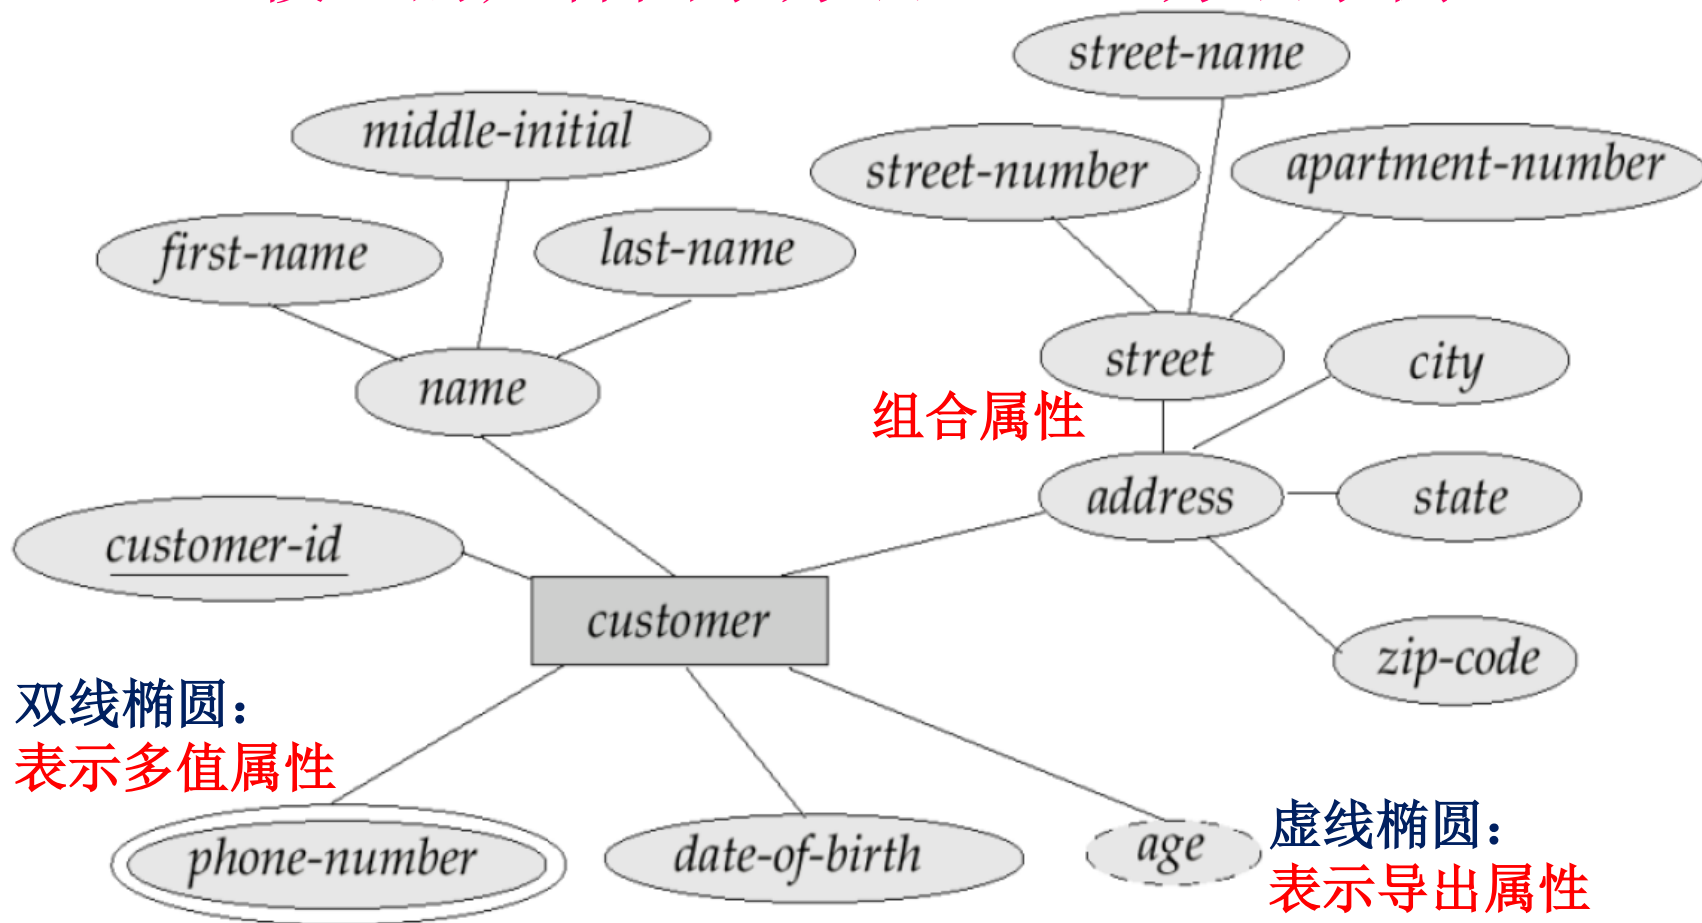 street-name
middle-initial
street-number
apartment-number
first-name
last-name
street
city
name
组合属性
address
state
customer-id
customer
zip-code
双线椭圆：
表示多值属性
phone-number
date-of-birth
age
虚线椭圆：
表示导出属性